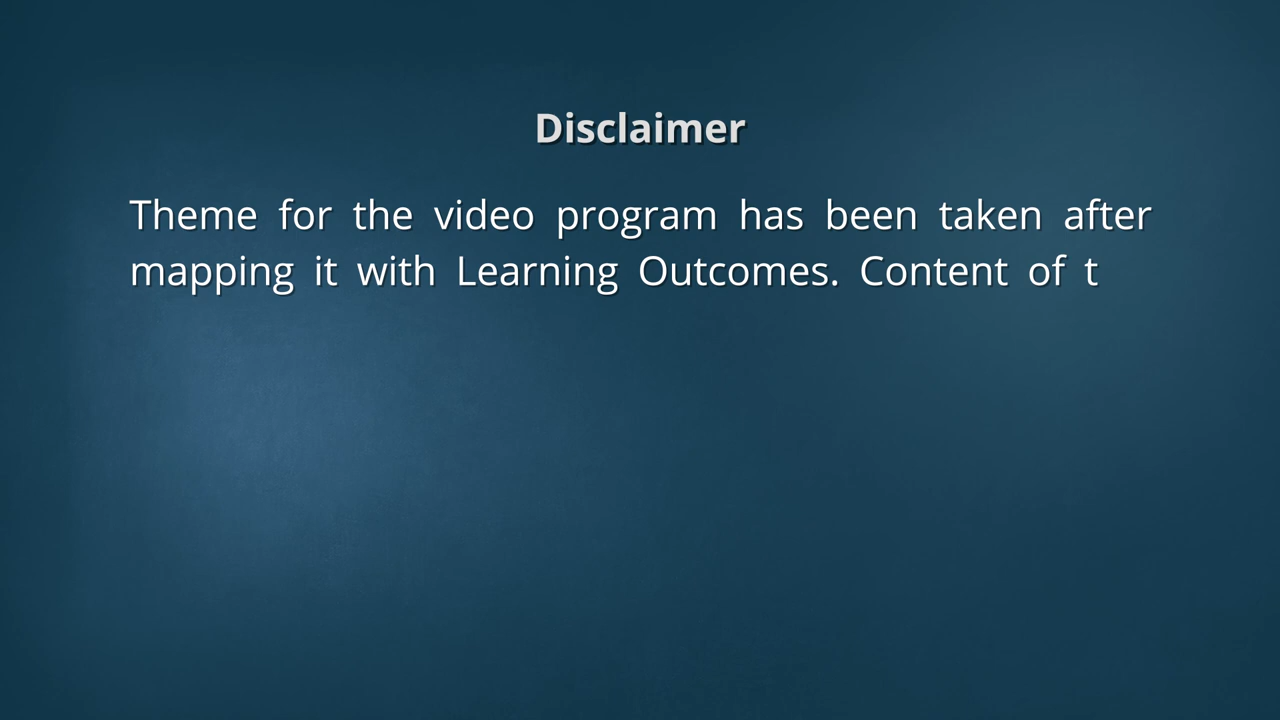 Disclaimer
Theme for the video program has been taken after
mapping it with Learning Outcomes. Content of t